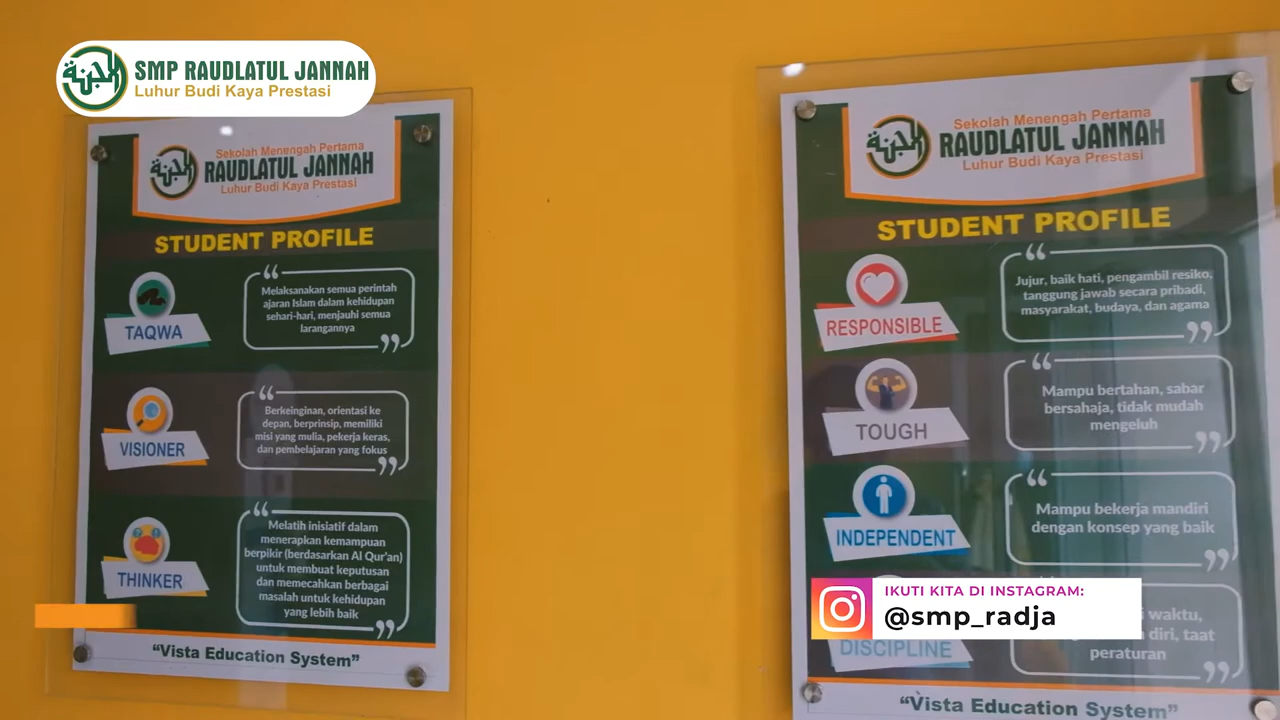 SMP RAUDLATUL JANNAH
Luhur Budi Kaya Prestasi
Sekolah Menengah Pertama
RAUDLATUL JANNAH
Luhur Budi Kaya Prestasi
STUDENT PROFILE
TAQWA
Melaksanakan semua perintah
ajaran Islam dalam kehidupan
sehari-hari, menjauhi semua
larangannya
VISIONER
Berkeinginan, orientasi ke
depan, berprinsip, memiliki
misi yang mulia, pekerja keras,
dan pembelajaran yang fokus
THINKER
Melatih inisiatif dalam
menerapkan kemampuan
berpikir (berdasarkan Al Qur'an)
untuk membuat keputusan
dan memecahkan berbagai
masalah untuk kehidupan
yang lebih baik
“Vista Education System”
Sekolah Menengah Pertama
RAUDLATUL JANNAH
Luhur Budi Kaya Prestasi
STUDENT PROFILE
RESPONSIBLE
Jujur, baik hati, pengambil resiko,
tanggung jawab secara pribadi,
masyarakat, budaya, dan agama
TOUGH
Mampu bertahan, sabar
bersahaja, tidak mudah
mengeluh
INDEPENDENT
Mampu bekerja mandiri
dengan konsep yang baik
DISCIPLINE
waktu,
diri, taat
peraturan
“Vista Education System”
IKUTI KITA DI INSTAGRAM:
@smp_radja